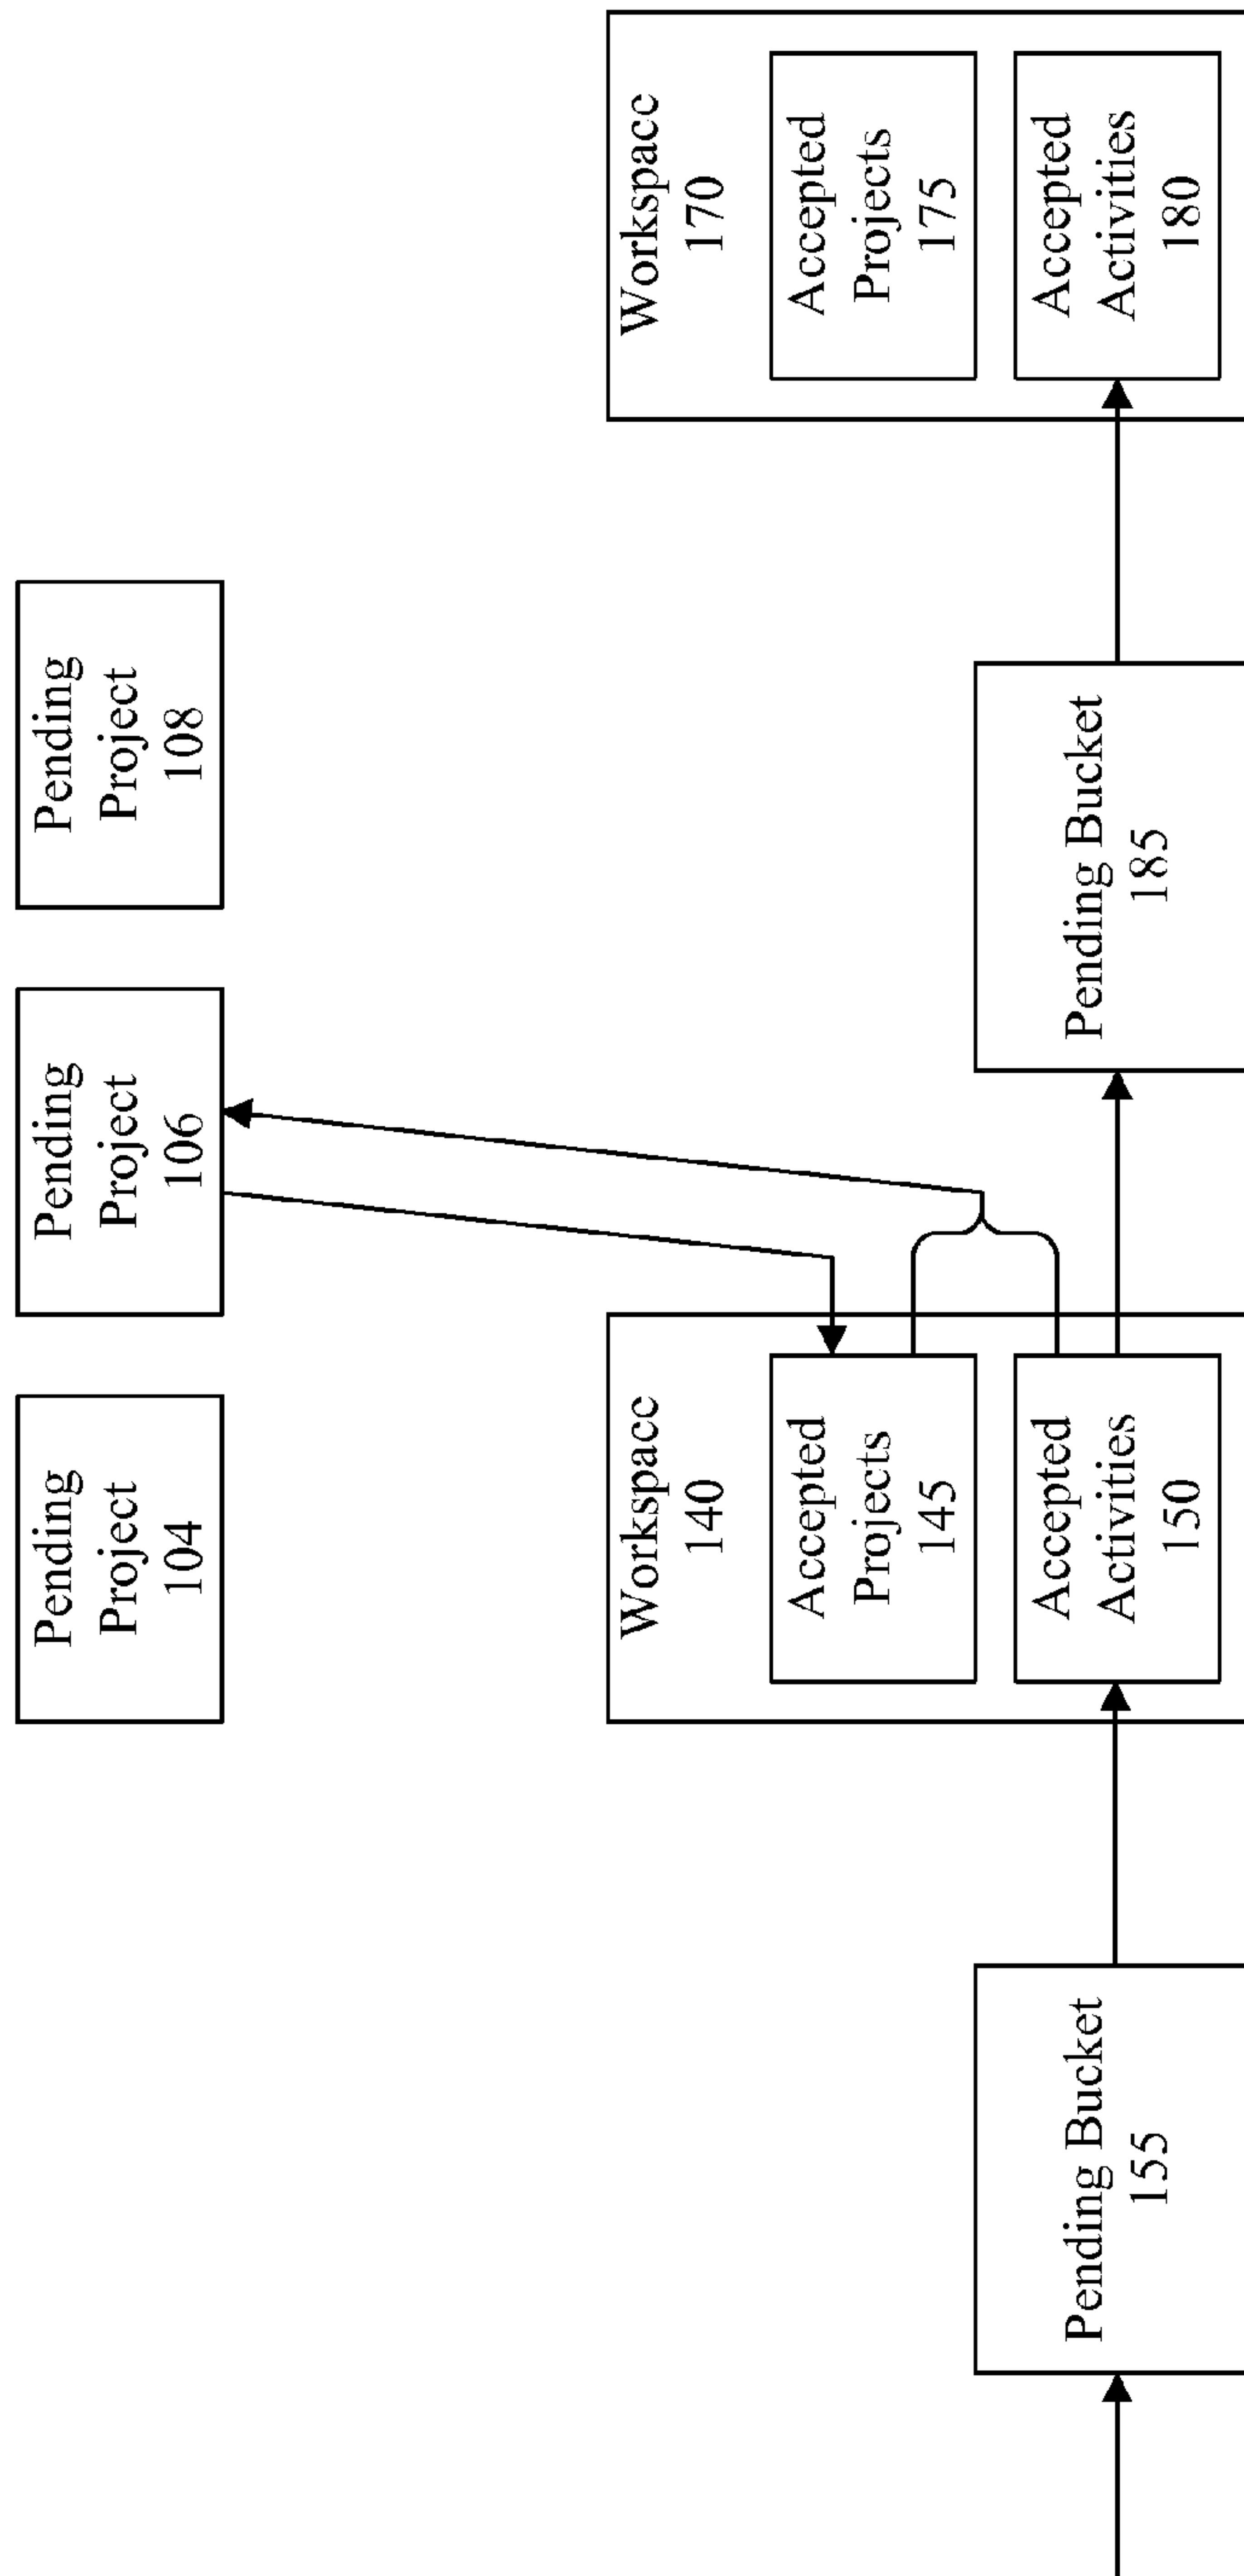 Pending
Project
104
Pending
Project
106
Pending
Project
108
Workspace
140
Accepted
Projects
145
Accepted
Activities
150
Workspace
170
Accepted
Projects
175
Accepted
Activities
180
Pending Bucket
155
Pending Bucket
185